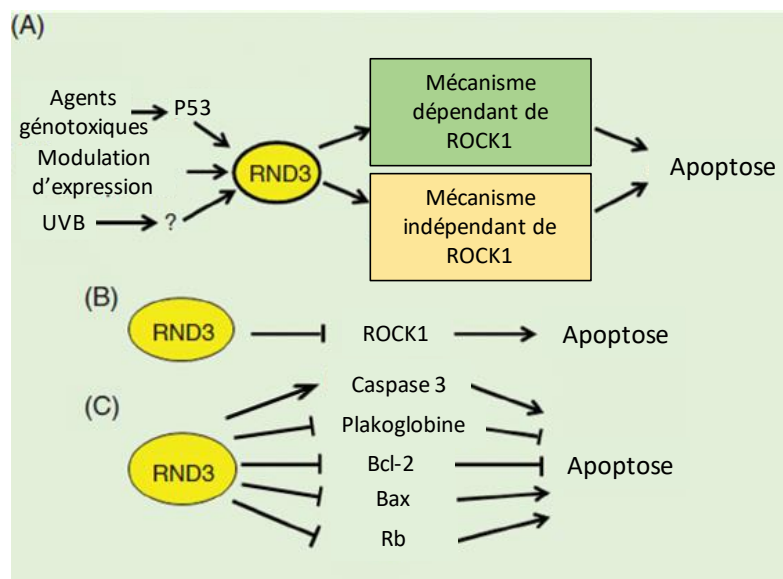 (A)
Agents
génotoxiques
P53
Modulation
d'expression
UVB
?
RND3
Mécanisme
dépendant de
ROCK1
Mécanisme
indépendant de
ROCK1
Apoptose
(B)
RND3
ROCK1
Apoptose
(C)
RND3
Caspase 3
Plakoglobine
Bcl-2
Bax
Rb
Apoptose